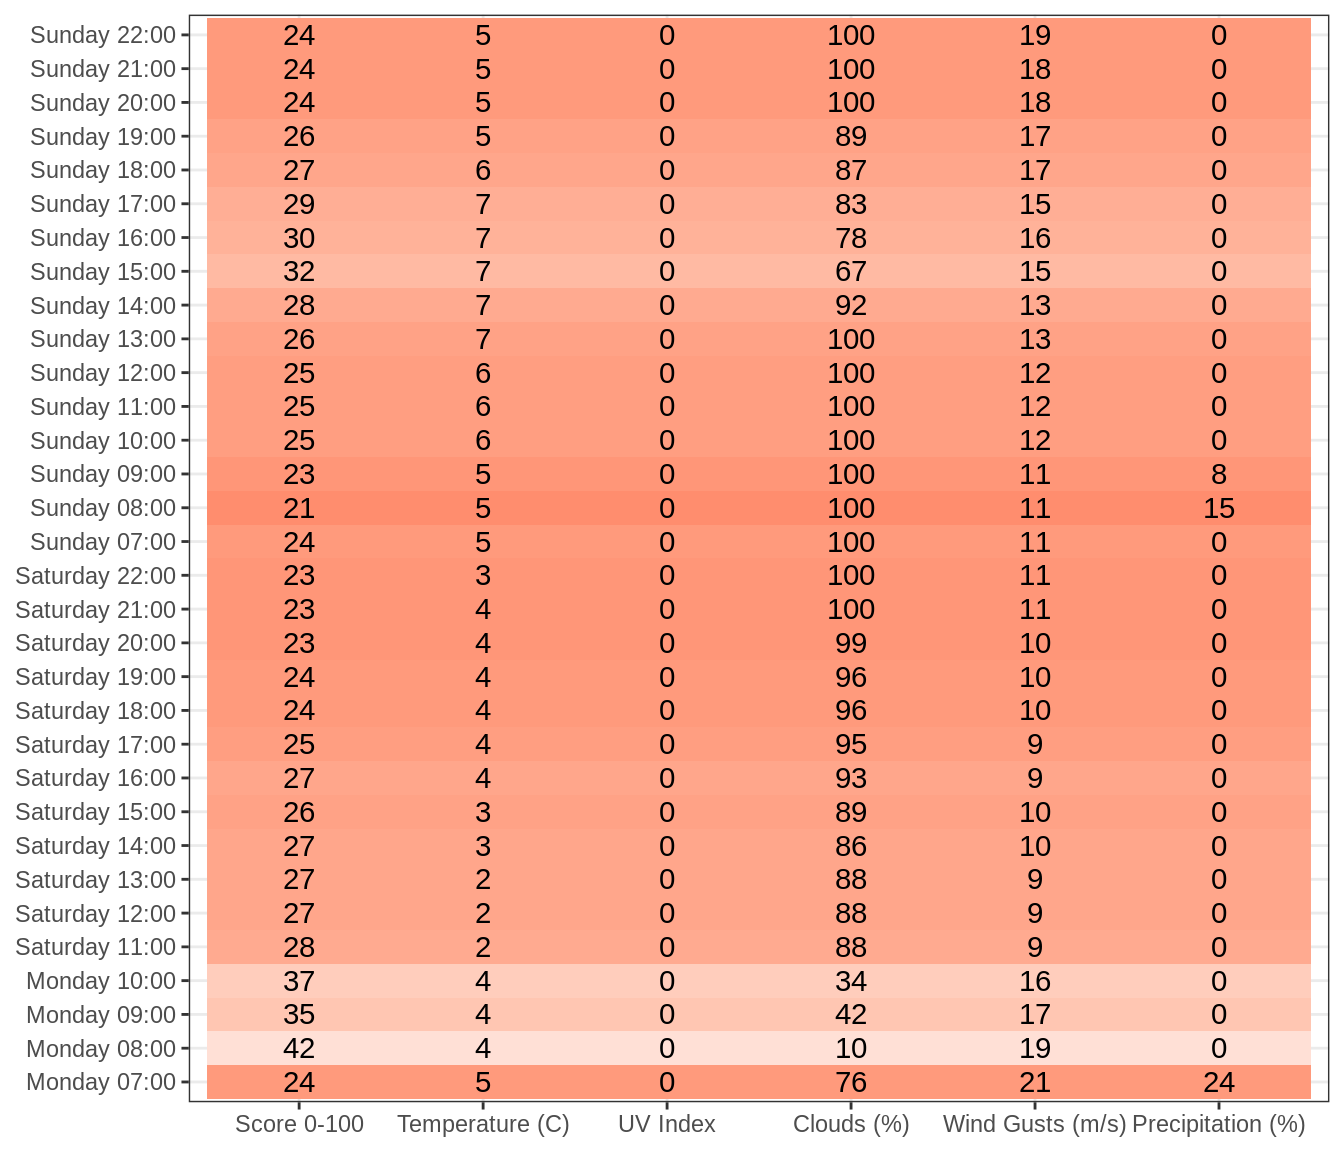 Sunday 22:00 24 5 0 100 19 0
Sunday 21:00 24 5 0 100 18 0
Sunday 20:00 24 5 0 100 18 0
Sunday 19:00 26 5 0 89 17 0
Sunday 18:00 27 6 0 87 17 0
Sunday 17:00 29 7 0 83 15 0
Sunday 16:00 30 7 0 78 16 0
Sunday 15:00 32 7 0 67 15 0
Sunday 14:00 28 7 0 92 13 0
Sunday 13:00 26 7 0 100 13 0
Sunday 12:00 25 6 0 100 12 0
Sunday 11:00 25 6 0 100 12 0
Sunday 10:00 25 6 0 100 12 0
Sunday 09:00 23 5 0 100 11 8
Sunday 08:00 21 5 0 100 11 15
Sunday 07:00 24 5 0 100 11 0
Saturday 22:00 23 3 0 100 11 0
Saturday 21:00 23 4 0 100 11 0
Saturday 20:00 23 4 0 99 10 0
Saturday 19:00 24 4 0 96 10 0
Saturday 18:00 24 4 0 96 10 0
Saturday 17:00 25 4 0 95 9 0
Saturday 16:00 27 4 0 93 9 0
Saturday 15:00 26 3 0 89 10 0
Saturday 14:00 27 3 0 86 10 0
Saturday 13:00 27 2 0 88 9 0
Saturday 12:00 27 2 0 88 9 0
Saturday 11:00 28 2 0 88 9 0
Monday 10:00 37 4 0 34 16 0
Monday 09:00 35 4 0 42 17 0
Monday 08:00 42 4 0 10 19 0
Monday 07:00 24 5 0 76 21 24
Score 0-100 Temperature (C) UV Index Clouds (%) Wind Gusts (m/s) Precipitation (%)